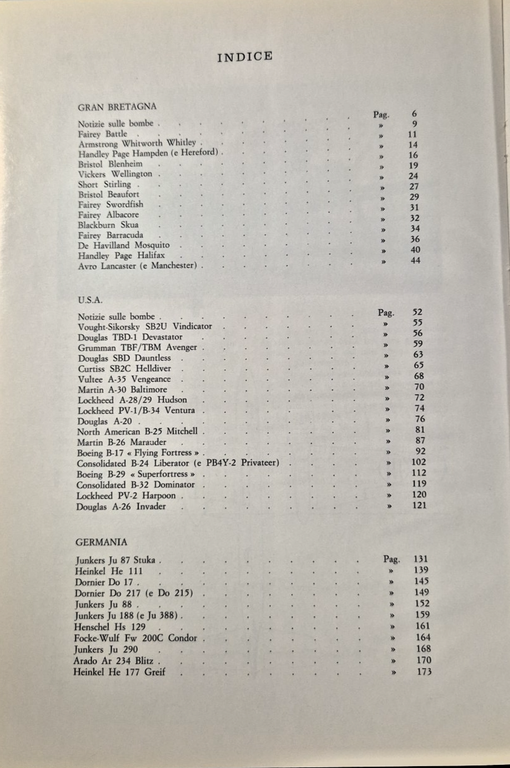 INDICE
GRAN BRETAGNA
Notizie sulle bombe . . . . . . . . Pag. 6
Fairey Battle . . . . . . . . » 9
Armstrong Whitworth Whitley . . . . . . . » 11
Handley Page Hampden (e Hereford) . . . . . . » 14
Bristol Blenheim . . . . . . . . » 16
Vickers Wellington . . . . . . . . » 19
Short Stirling . . . . . . . . » 24
Bristol Beaufort . . . . . . . . » 27
Fairey Swordfish . . . . . . . . » 29
Fairey Albacore . . . . . . . . » 31
Blackburn Skua . . . . . . . . » 32
Fairey Barracuda . . . . . . . . » 34
De Havilland Mosquito . . . . . . . » 36
Handley Page Halifax . . . . . . . » 40
Avro Lancaster (e Manchester) . . . . . . . » 44
U.S.A.
Notizie sulle bombe . . . . . . . . Pag. 52
Vought-Sikorsky SB2U Vindicator . . . . . . » 55
Douglas TBD-1 Devastator . . . . . . . » 56
Grumman TBF/TBM Avenger . . . . . . . » 59
Douglas SBD Dauntless . . . . . . . » 63
Curtiss SB2C Helldiver . . . . . . . » 65
Vultee A-35 Vengeance . . . . . . . » 68
Martin A-30 Baltimore . . . . . . . » 70
Lockheed A-28/29 Hudson . . . . . . . » 72
Lockheed PV-1/B-34 Ventura . . . . . . . » 74
Douglas A-20 . . . . . . . . » 76
North American B-25 Mitchell . . . . . . . » 81
Martin B-26 Marauder . . . . . . . » 87
Boeing B-17 « Flying Fortress » . . . . . . . » 92
Consolidated B-24 Liberator (e PB4Y-2 Privateer) . . . . » 102
Boeing B-29 « Superfortress » . . . . . . . » 112
Consolidated B-32 Dominator . . . . . . . » 119
Lockheed PV-2 Harpoon . . . . . . . » 120
Douglas A-26 Invader . . . . . . . » 121
GERMANIA
Junkers Ju 87 Stuka . . . . . . . . Pag. 131
Heinkel He 111 . . . . . . . . » 139
Dornier Do 17 . . . . . . . . » 145
Dornier Do 217 (e Do 215) . . . . . . . » 149
Junkers Ju 88 . . . . . . . . » 152
Junkers Ju 188 (e Ju 388) . . . . . . . » 159
Henschel Hs 129 . . . . . . . . » 161
Focke-Wulf Fw 200C Condor . . . . . . . » 164
Junkers Ju 290 . . . . . . . . » 168
Arado Ar 234 Blitz . . . . . . . . » 170
Heinkel He 177 Greif . . . . . . . » 173